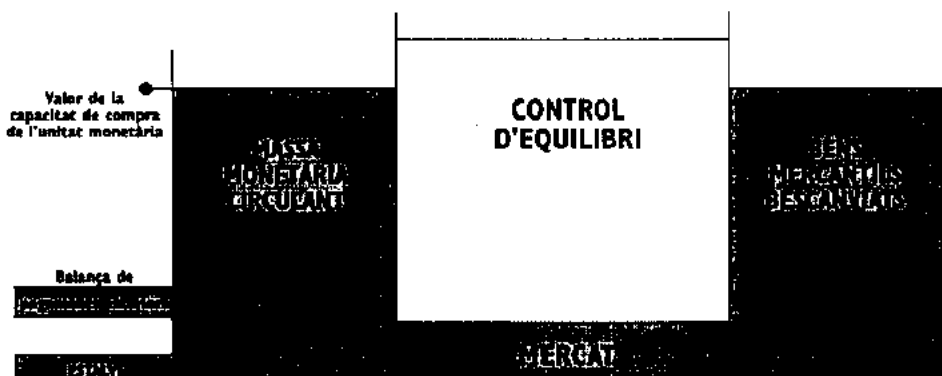 Valor de la
capacitat de compra
de l'unitat monetària
MASSA
MONETÀRIA
CIRCULANT
CONTROL
D'EQUILIBRI
BENS
MERCANTILS
BESCANVIATS
Balança de
MERCAT